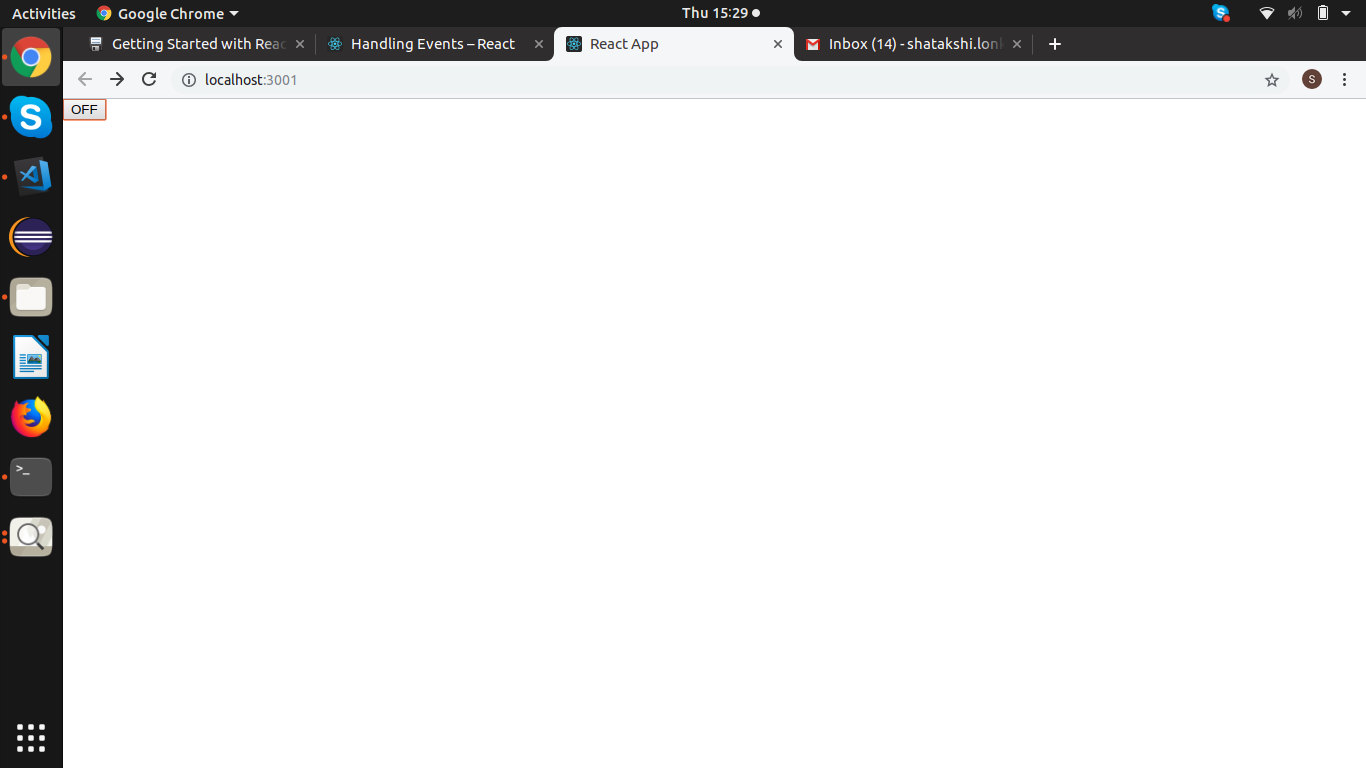 Activities Google Chrome Thu 15:29
Getting Started with Reac Handling Events – React React App Inbox (14) - shatakshi.lon
localhost:3001 S
OFF
>_